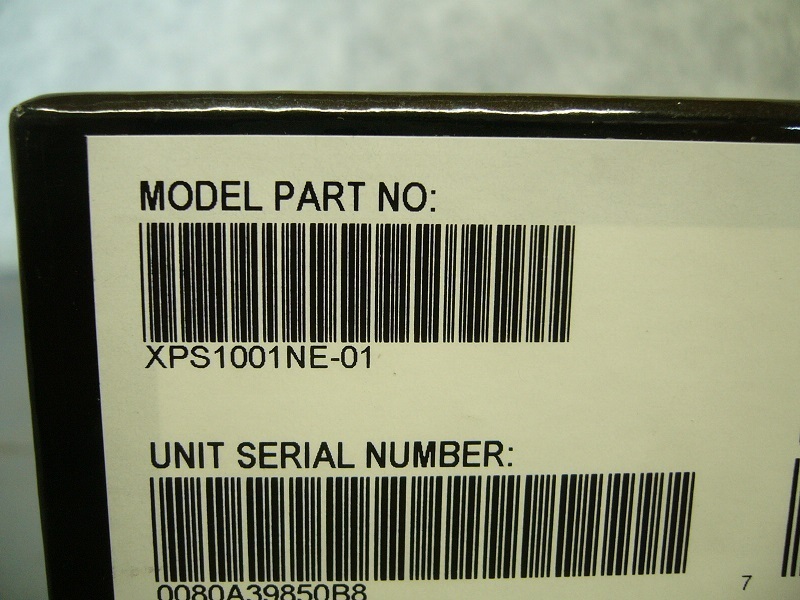 MODEL PART NO:
XPS1001NE-01
UNIT SERIAL NUMBER:
0080A39850B8
7